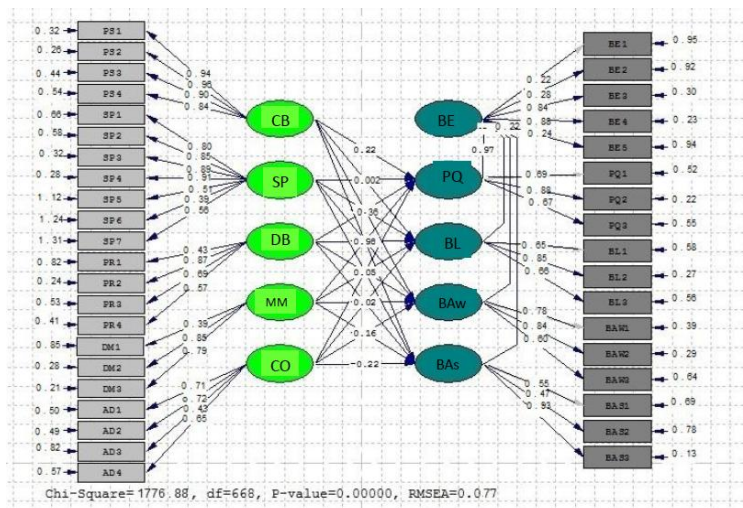 0.32 PS1
0.26 PS2
0.44 PS3
0.54 PS4
0.66 SP1
0.58 SP2
0.32 SP3
0.28 SP4
1.12 SP5
1.24 SP6
1.31 SP7
0.82 PR1
0.24 PR2
0.53 PR3
0.41 PR4
0.85 DM1
0.28 DM2
0.21 DM3
0.50 AD1
0.49 AD2
0.82 AD3
0.57 AD4
0.94
0.90
0.84
0.80
0.85
0.89
0.91
0.51
0.39
0.56
0.43
0.87
0.69
0.57
0.39
0.85
0.79
0.71
0.72
0.43
0.65
CB
SP
DB
MM
CO
0.22
0.002
0.36
0.98
0.05
0.02
0.16
-0.22
BE
PQ
BL
BAw
BAs
0.22
0.97
0.22
0.28
0.84
0.88
0.24
0.69
0.88
0.67
0.65
0.85
0.66
0.78
0.84
0.60
0.55
0.47
0.93
BE1 0.95
BE2 0.92
BE3 0.30
BE4 0.23
BE5 0.94
PQ1 0.52
PQ2 0.22
PQ3 0.55
BL1 0.58
BL2 0.27
BL3 0.56
BAW1 0.39
BAW2 0.29
BAW3 0.64
BAS1 0.69
BAS2 0.78
BAS3 0.13
Chi-Square=1776.88, df=668, P-value=0.00000, RMSEA=0.077